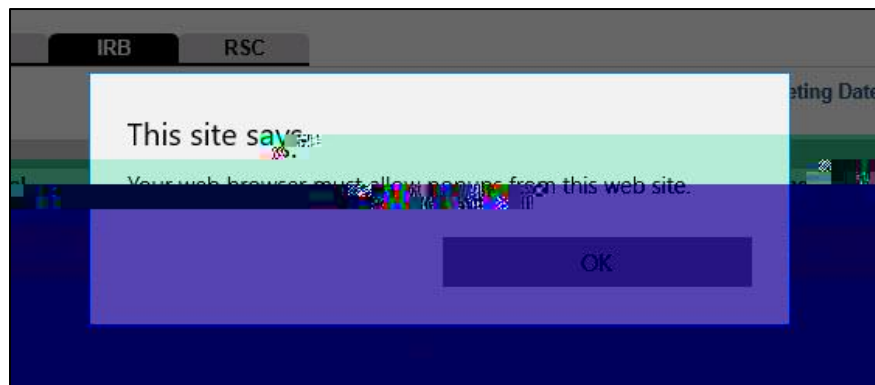 IRB RSC
eting Date
This site says
Your web browser must allow popups from this web site.
OK